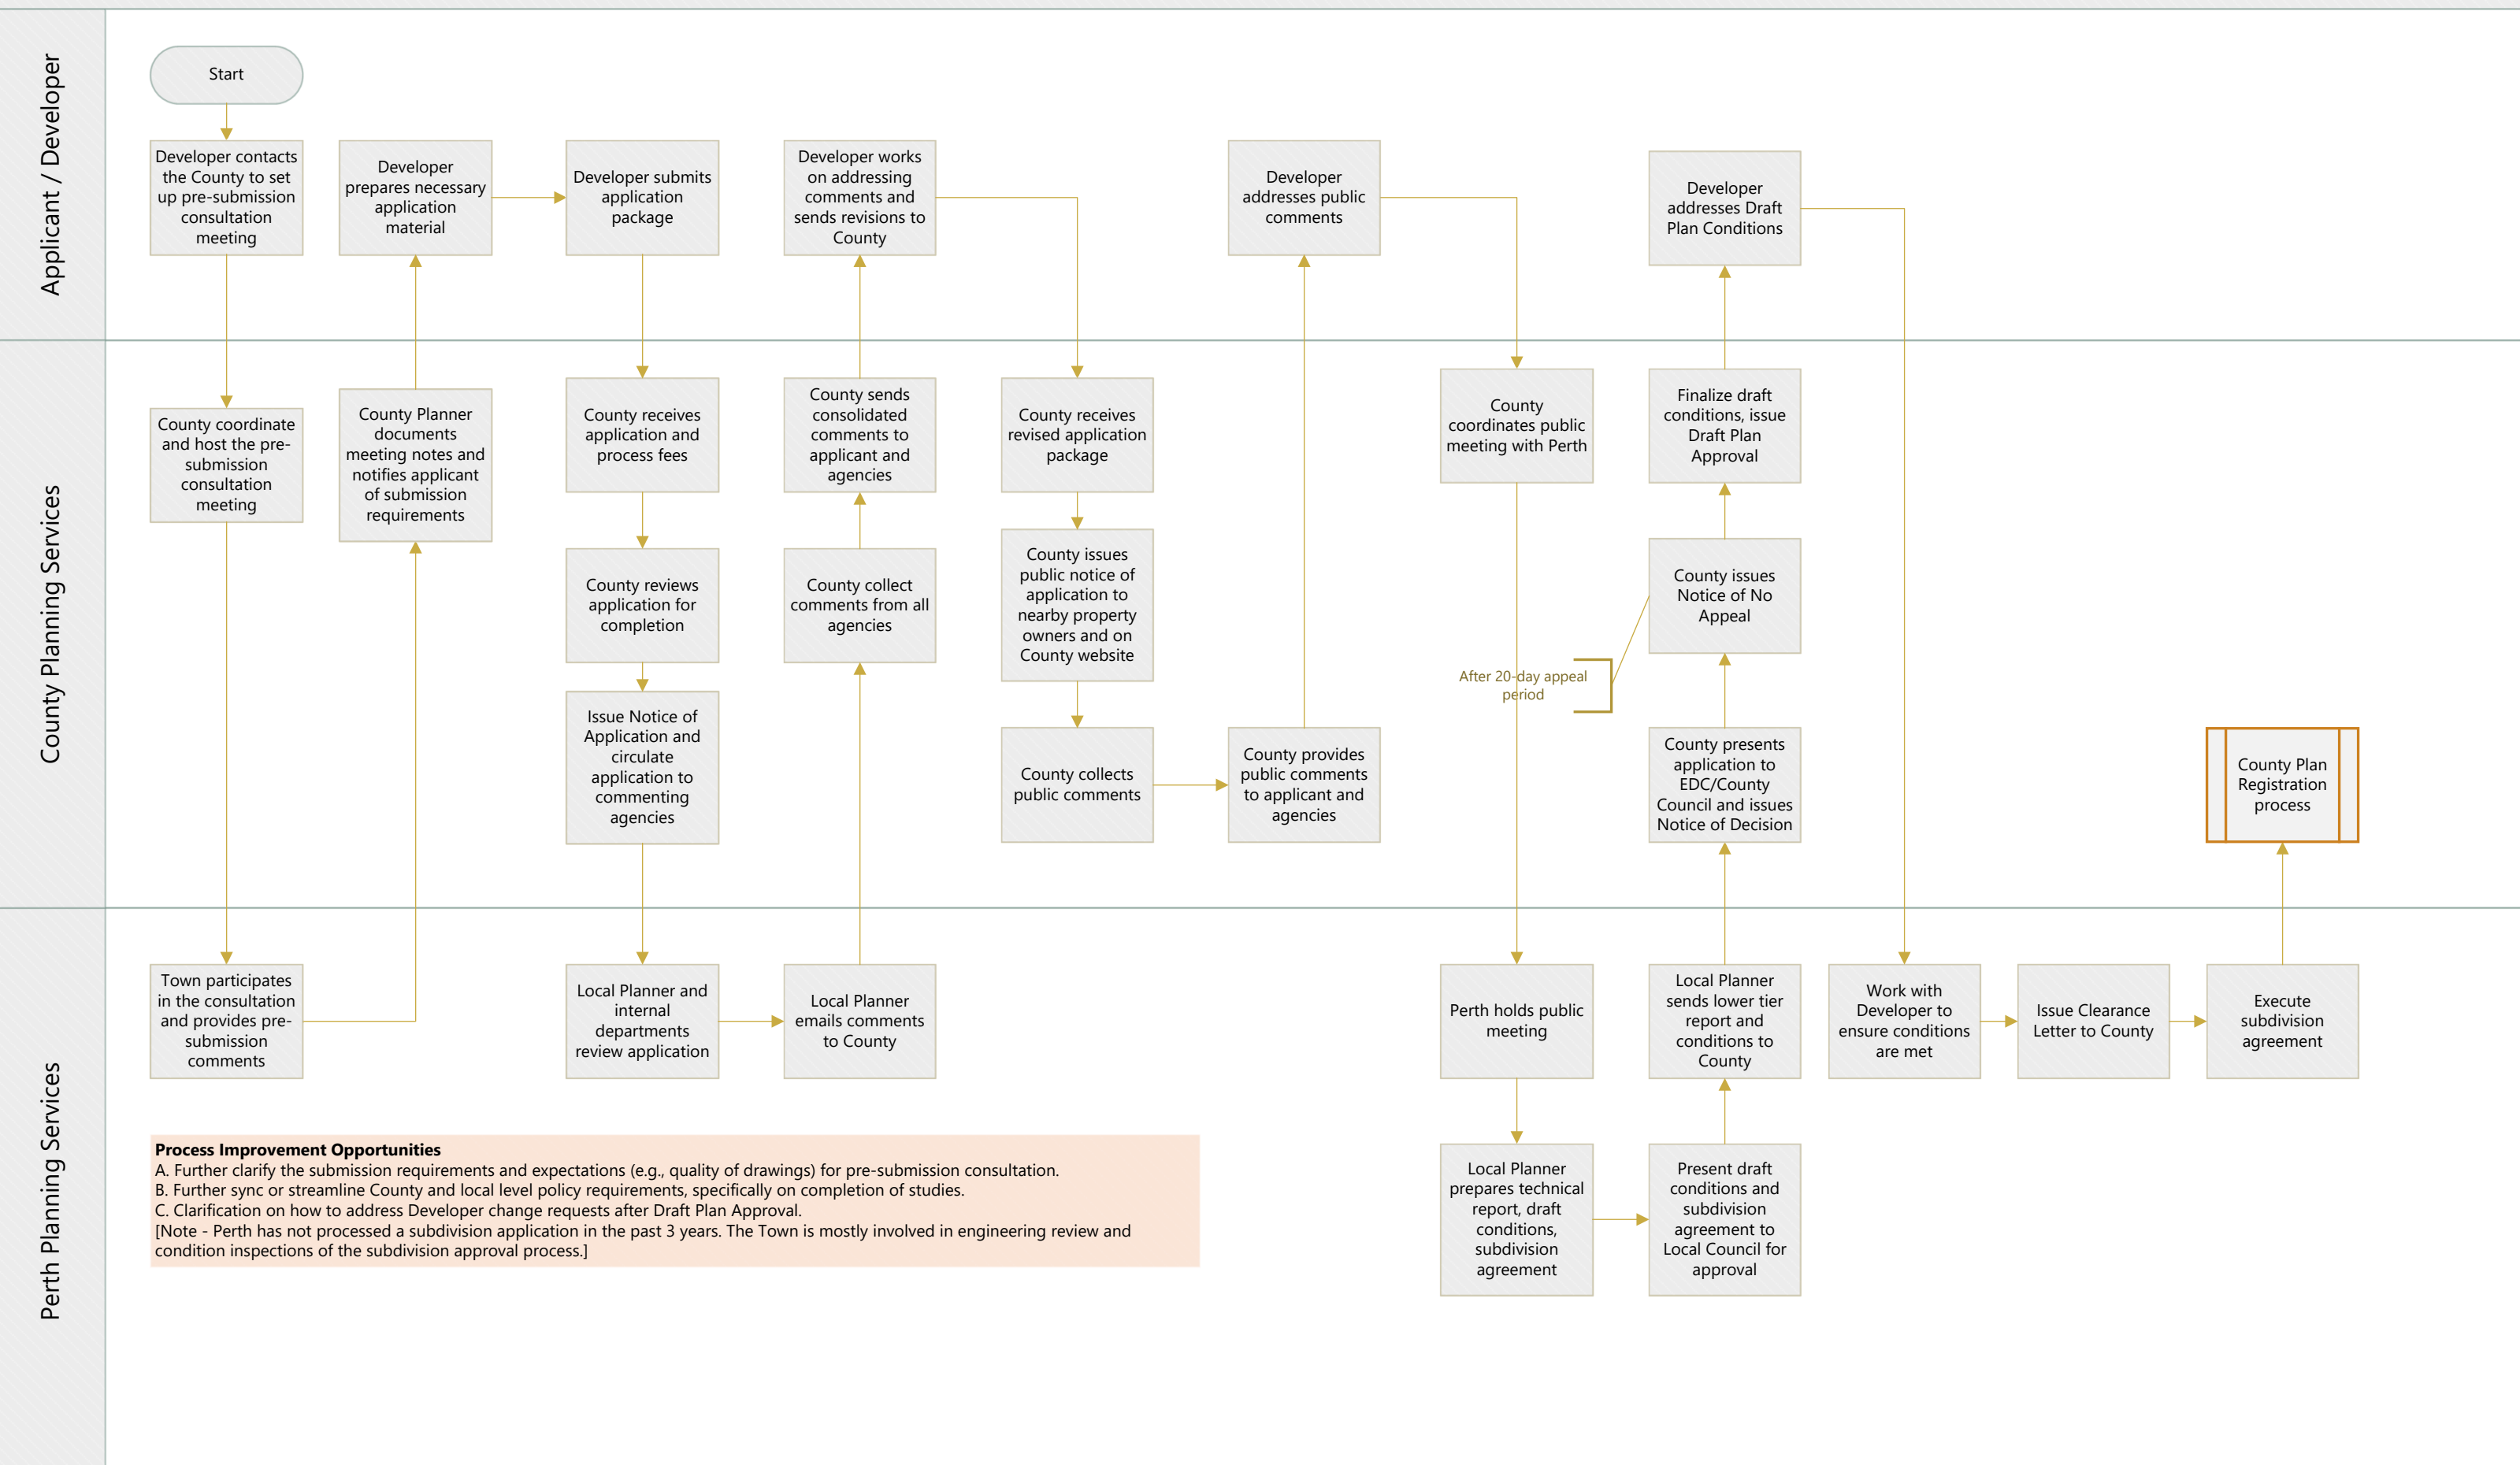 Applicant / Developer
Start
Developer contacts
the County to set
up pre-submission
consultation
meeting
Developer
prepares necessary
application
material
Developer submits
application
package
Developer works
on addressing
comments and
sends revisions to
County
Developer
addresses public
comments
Developer
addresses Draft
Plan Conditions
County Planning Services
County coordinate
and host the pre-
submission
consultation
meeting
County Planner
documents
meeting notes and
notifies applicant
of submission
requirements
County receives
application and
process fees
County sends
consolidated
comments to
applicant and
agencies
County receives
revised application
package
County
coordinates public
meeting with Perth
Finalize draft
conditions, issue
Draft Plan
Approval
County reviews
application for
completion
County collect
comments from all
agencies
County issues
public notice of
application to
nearby property
owners and on
County website
County issues
Notice of No
Appeal
After 20-day appeal
period
Issue Notice of
Application and
circulate
application to
commenting
agencies
County collects
public comments
County provides
public comments
to applicant and
agencies
County presents
application to
EDC/County
Council and issues
Notice of Decision
County Plan
Registration
process
Perth Planning Services
Town participates
in the consultation
and provides pre-
submission
comments
Local Planner and
internal
departments
review application
Local Planner
emails comments
to County
Perth holds public
meeting
Local Planner
sends lower tier
report and
conditions to
County
Work with
Developer to
ensure conditions
are met
Issue Clearance
Letter to County
Execute
subdivision
agreement
Process Improvement Opportunities
A. Further clarify the submission requirements and expectations (e.g., quality of drawings) for pre-submission consultation.
B. Further sync or streamline County and local level policy requirements, specifically on completion of studies.
C. Clarification on how to address Developer change requests after Draft Plan Approval.
[Note - Perth has not processed a subdivision application in the past 3 years. The Town is mostly involved in engineering review and
condition inspections of the subdivision approval process.]
Local Planner
prepares technical
report, draft
conditions,
subdivision
agreement
Present draft
conditions and
subdivision
agreement to
Local Council for
approval